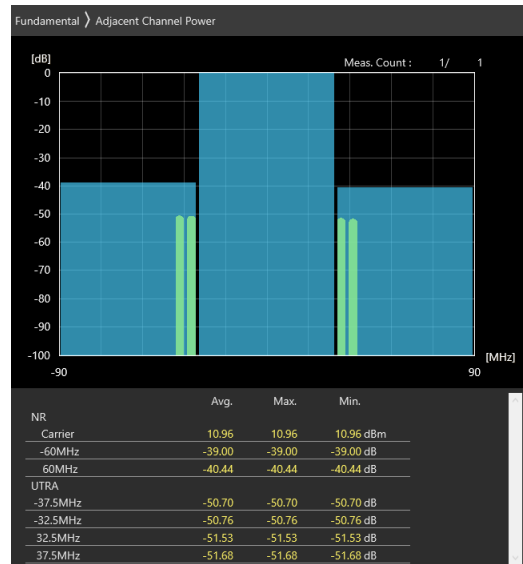 Fundamental 〉 Adjacent Channel Power
[dB]
Meas. Count : 1/ 1
0
-10
-20
-30
-40
-50
-60
-70
-80
-90
-100
[MHz]
-90 90
Avg. Max. Min.
NR
Carrier 10.96 10.96 10.96 dBm
-60MHz -39.00 -39.00 -39.00 dB
60MHz -40.44 -40.44 -40.44 dB
UTRA
-37.5MHz -50.70 -50.70 -50.70 dB
-32.5MHz -50.76 -50.76 -50.76 dB
32.5MHz -51.53 -51.53 -51.53 dB
37.5MHz -51.68 -51.68 -51.68 dB